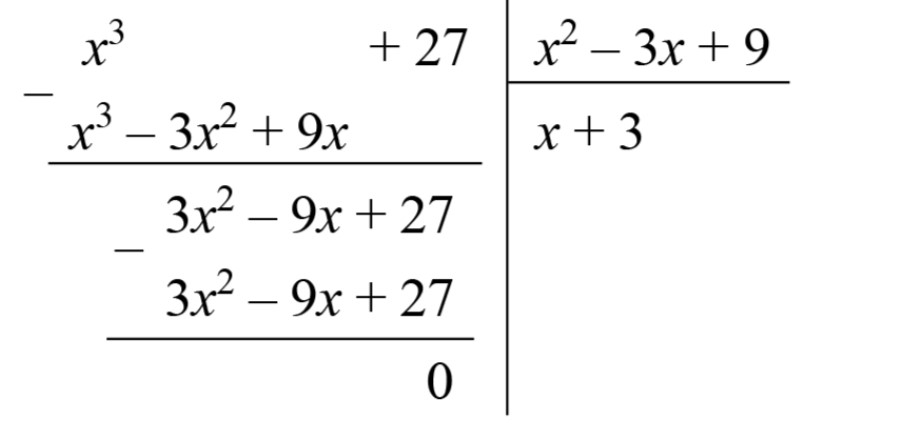 x³ + 27 x² – 3x + 9
–
x³ – 3x² + 9x x + 3
3x² – 9x + 27
–
3x² – 9x + 27
0